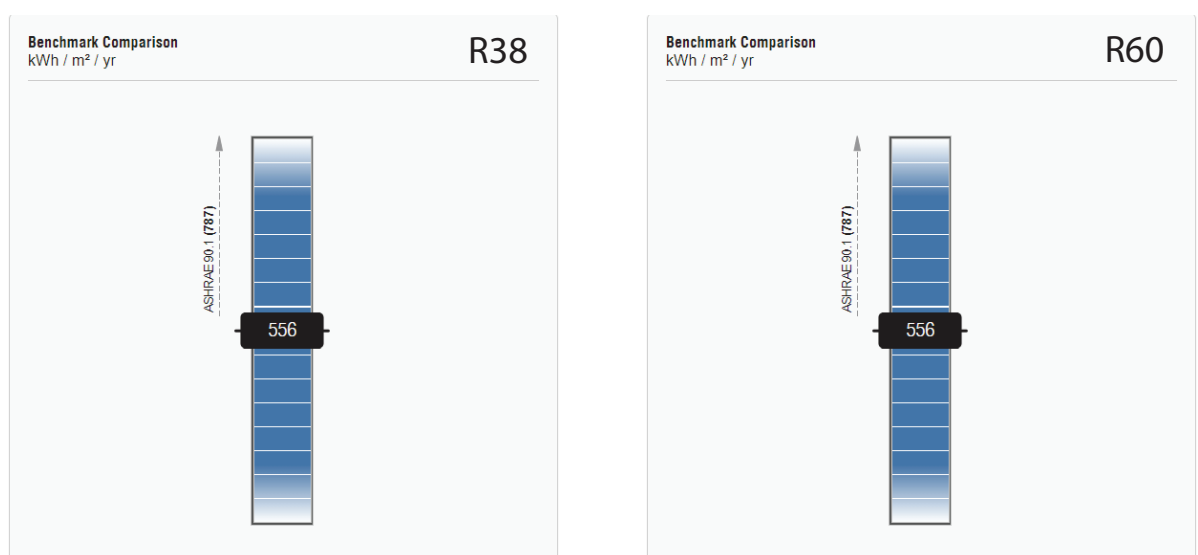 Benchmark Comparison
kWh / m² / yr
R38
ASHRAE 90.1 (787)
556
Benchmark Comparison
kWh / m² / yr
R60
ASHRAE 90.1 (787)
556